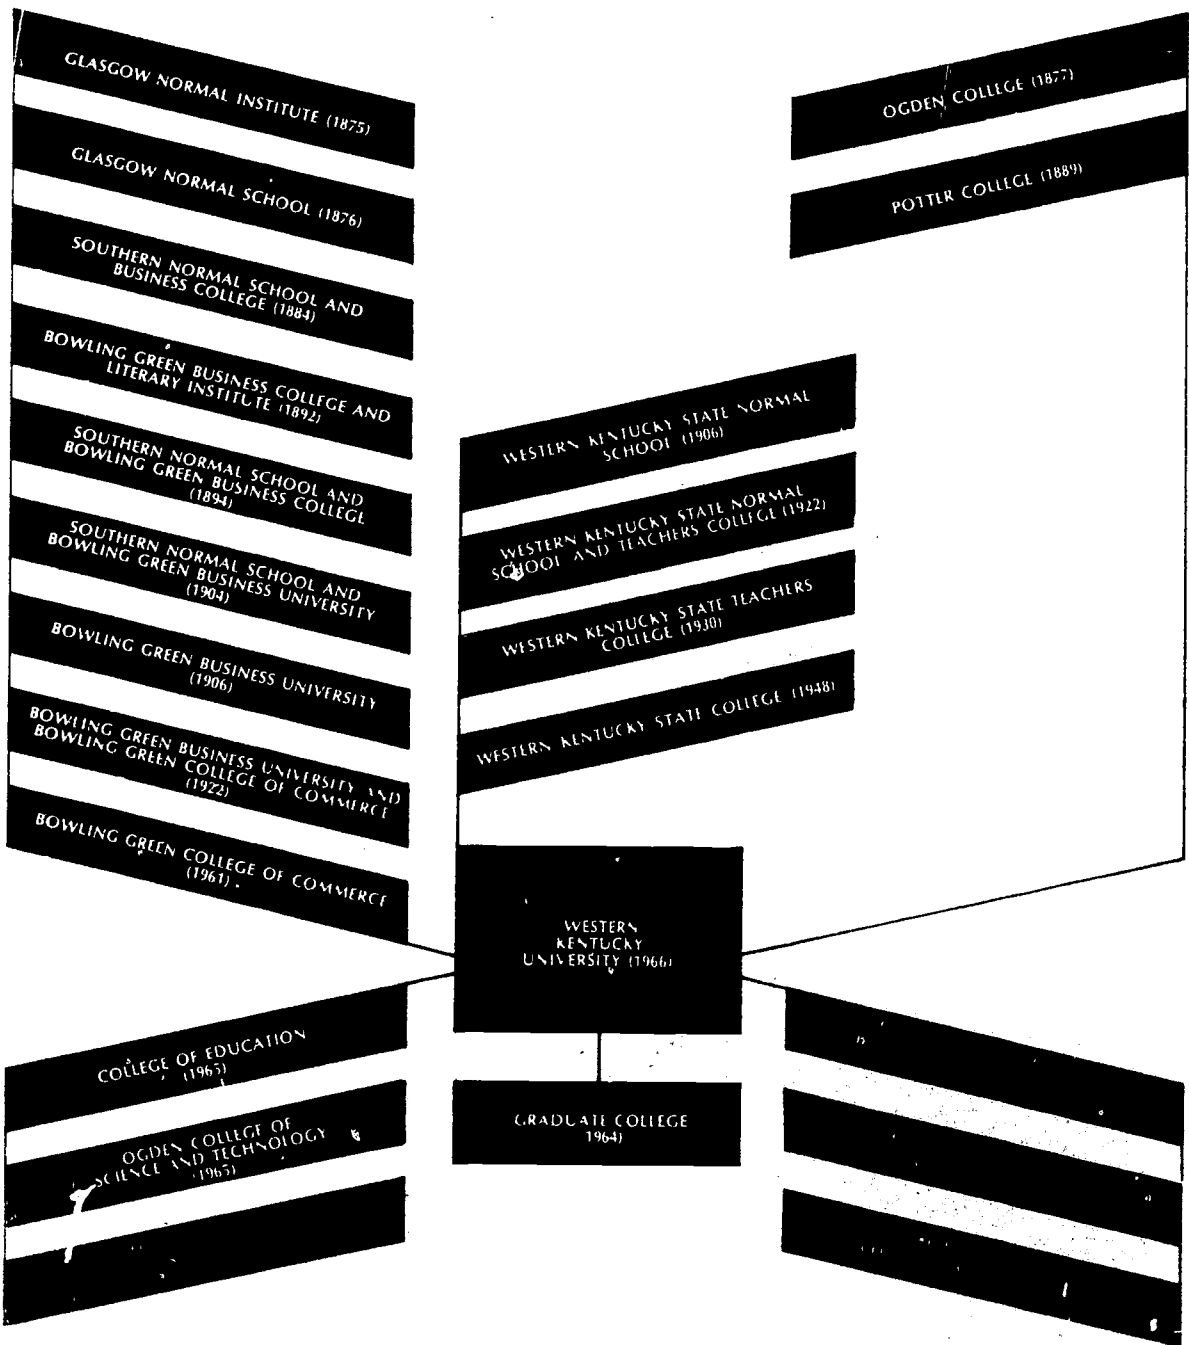 GLASGOW NORMAL INSTITUTE (1875)
GLASGOW NORMAL SCHOOL (1876)
SOUTHERN NORMAL SCHOOL AND
BUSINESS COLLEGE (1884)
BOWLING GREEN BUSINESS COLLEGE AND
LITERARY INSTITUTE (1892)
SOUTHERN NORMAL SCHOOL AND
BOWLING GREEN BUSINESS COLLEGE
(1894)
SOUTHERN NORMAL SCHOOL AND
BOWLING GREEN BUSINESS UNIVERSITY
(1904)
BOWLING GREEN BUSINESS UNIVERSITY
(1906)
BOWLING GREEN BUSINESS UNIVERSITY AND
BOWLING GREEN COLLEGE OF COMMERCE
(1922)
BOWLING GREEN COLLEGE OF COMMERCE
(1961)
OGDEN COLLEGE (1877)
POTTER COLLEGE (1889)
WESTERN KENTUCKY STATE NORMAL
SCHOOL (1906)
WESTERN KENTUCKY STATE NORMAL
SCHOOL AND TEACHERS COLLEGE (1922)
WESTERN KENTUCKY STATE TEACHERS
COLLEGE (1930)
WESTERN KENTUCKY STATE COLLEGE (1948)
WESTERN
KENTUCKY
UNIVERSITY (1966)
COLLEGE OF EDUCATION
(1965)
OGDEN COLLEGE OF
SCIENCE AND TECHNOLOGY
(1965)
GRADUATE COLLEGE
1964)